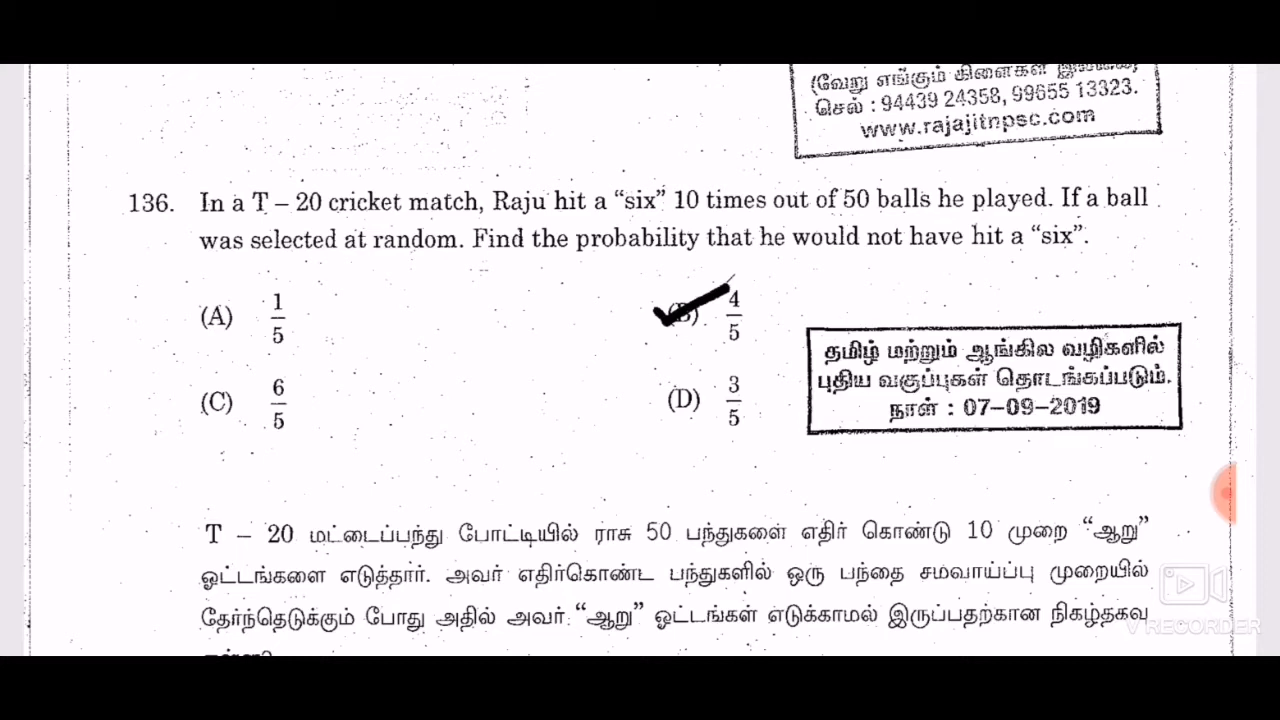 (வேறு எங்கும் கிளைகள்
செல் : 94439 24358, 99655 13323.
www.rajajitnpsc.com
136. In a T – 20 cricket match, Raju hit a “six” 10 times out of 50 balls he played. If a ball
was selected at random. Find the probability that he would not have hit a “six”.
(A) 1/5
(B) 4/5
(C) 6/5
(D) 3/5
தமிழ் மற்றும் ஆங்கில வழிகளில்
புதிய வகுப்புகள் தொடங்கப்படும்.
நாள் : 07–09–2019
T – 20 மட்டைப்பந்து போட்டியில் ராசு 50 பந்துகளை எதிர் கொண்டு 10 முறை “ஆறு”
ஓட்டங்களை எடுத்தார். அவர் எதிர்கொண்ட பந்துகளில் ஒரு பந்தை சமவாய்ப்பு முறையில்
தேர்ந்தெடுக்கும் போது அதில் அவர் “ஆறு” ஓட்டங்கள் எடுக்காமல் இருப்பதற்கான நிகழ்தகவு
V RECORDER